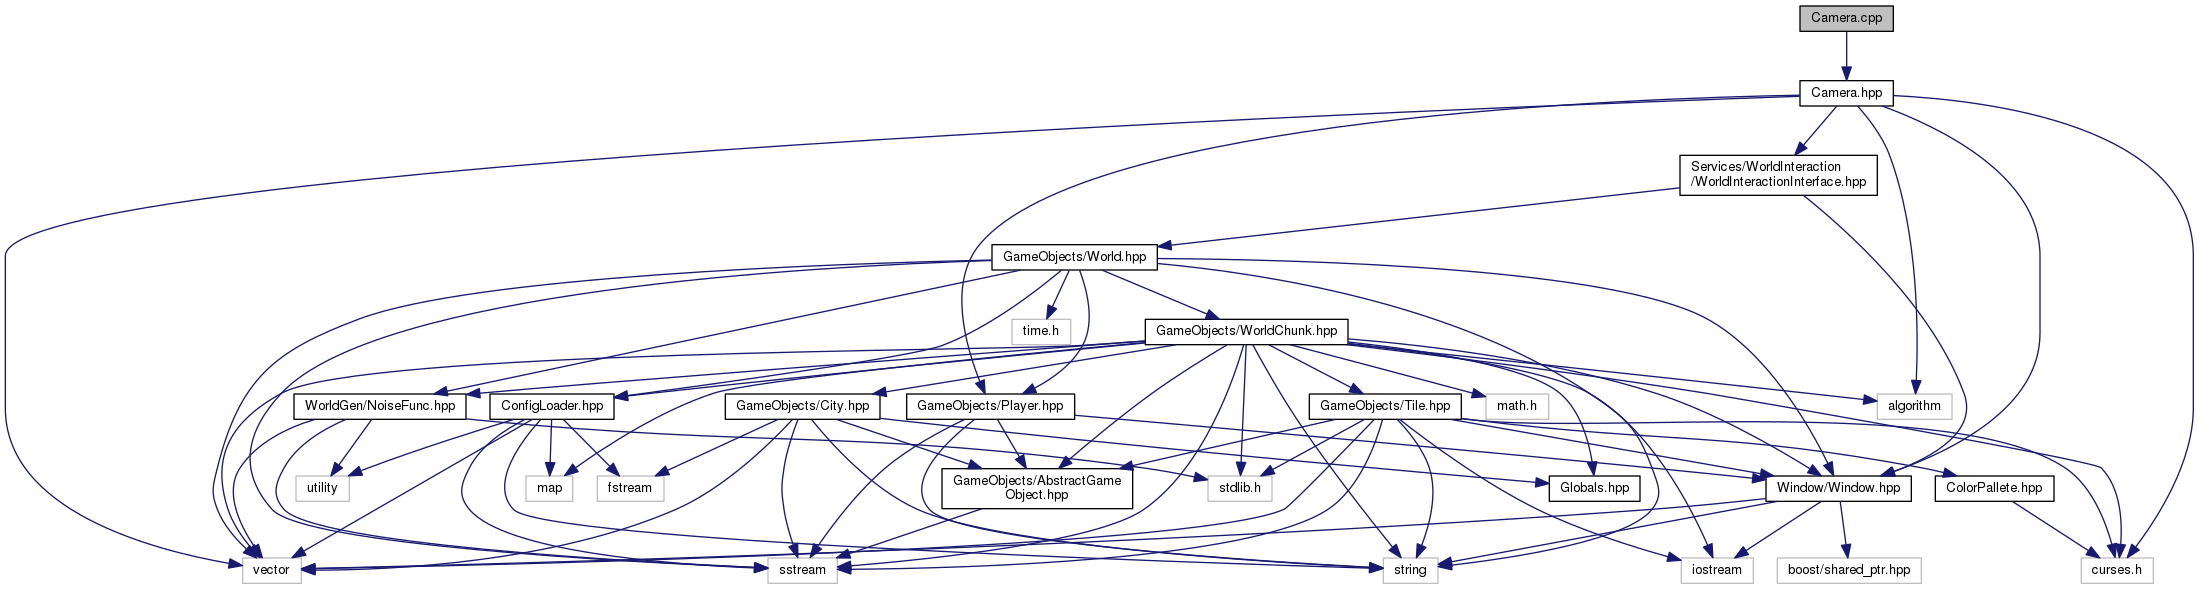 Camera.cpp
Camera.hpp
Services/WorldInteraction
/WorldInteractionInterface.hpp
GameObjects/World.hpp
time.h
GameObjects/WorldChunk.hpp
WorldGen/NoiseFunc.hpp
ConfigLoader.hpp
GameObjects/City.hpp
GameObjects/Player.hpp
GameObjects/Tile.hpp
math.h
algorithm
utility
map
fstream
GameObjects/AbstractGame
Object.hpp
stdlib.h
Globals.hpp
Window/Window.hpp
ColorPallete.hpp
vector
sstream
string
iostream
boost/shared_ptr.hpp
curses.h